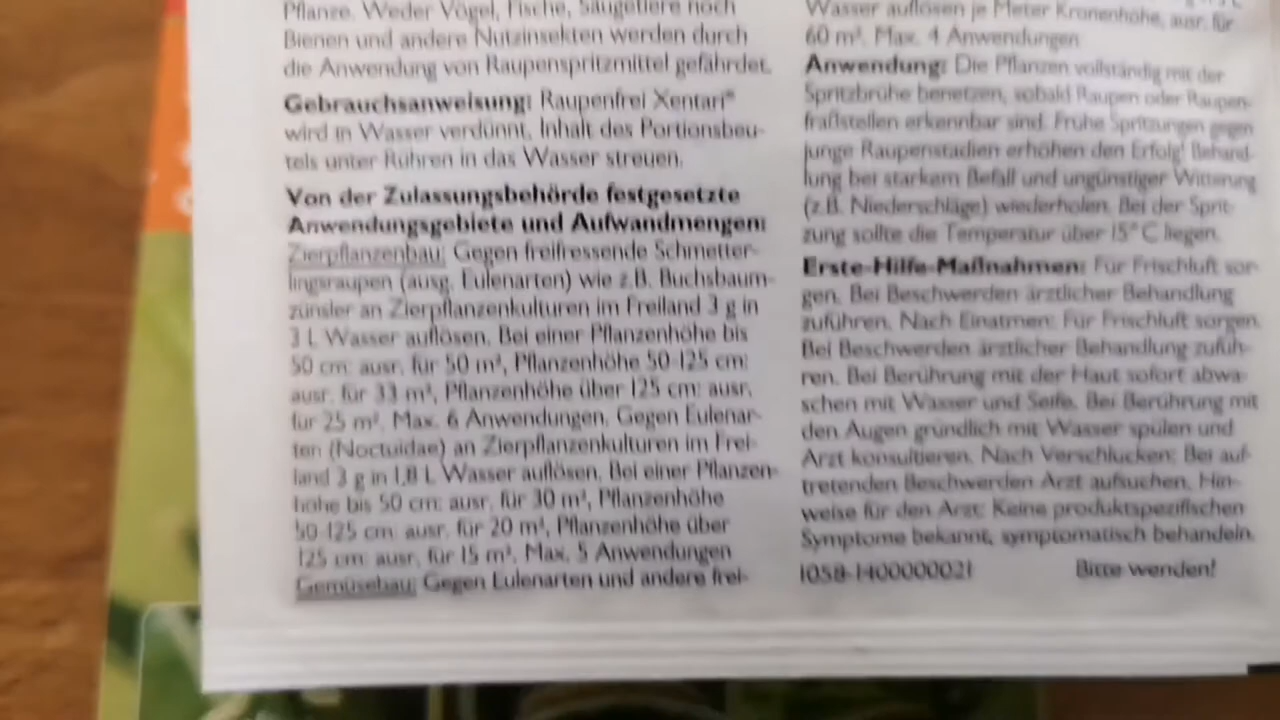 Pflanze. Weder Vögel, Fische, Säugetiere noch
Bienen und andere Nutzinsekten werden durch
die Anwendung von Raupenspritzmittel gefährdet.
Gebrauchsanweisung: Raupenfrei Xentari®
wird in Wasser verdünnt. Inhalt des Portionsbeu-
tels unter Rühren in das Wasser streuen.
Von der Zulassungsbehörde festgesetzte
Anwendungsgebiete und Aufwandmengen:
Zierpflanzenbau: Gegen freifressende Schmetter-
lingsraupen (ausg. Eulenarten) wie z.B. Buchsbaum-
zünsler an Zierpflanzenkulturen im Freiland 3 g in
3 L Wasser auflösen. Bei einer Pflanzenhöhe bis
50 cm: ausr. für 50 m², Pflanzenhöhe 50-125 cm:
ausr. für 33 m², Pflanzenhöhe über 125 cm: ausr.
für 25 m². Max. 6 Anwendungen. Gegen Eulenar-
ten (Noctuidae) an Zierpflanzenkulturen im Frei-
land 3 g in 1,8 L Wasser auflösen. Bei einer Pflanzen-
höhe bis 50 cm: ausr. für 30 m², Pflanzenhöhe
50-125 cm: ausr. für 20 m², Pflanzenhöhe über
125 cm: ausr. für 15 m². Max. 5 Anwendungen
Gemüsebau: Gegen Eulenarten und andere frei-
Wasser auflösen je Meter Kronenhöhe, ausr. für
60 m². Max. 4 Anwendungen
Anwendung: Die Pflanzen vollständig mit der
Spritzbrühe benetzen, sobald Raupen oder Raupen-
fraßstellen erkennbar sind. Frühe Spritzungen gegen
junge Raupenstadien erhöhen den Erfolg! Behand-
lung bei starkem Befall und ungünstiger Witterung
(z.B. Niederschläge) wiederholen. Bei der Sprit-
zung sollte die Temperatur über 15° C liegen.
Erste-Hilfe-Maßnahmen: Für Frischluft sor-
gen. Bei Beschwerden ärztlicher Behandlung
zuführen. Nach Einatmen: Für Frischluft sorgen.
Bei Beschwerden ärztlicher Behandlung zufüh-
ren. Bei Berührung mit der Haut sofort abwa-
schen mit Wasser und Seife. Bei Berührung mit
den Augen gründlich mit Wasser spülen und
Arzt konsultieren. Nach Verschlucken: Bei auf-
tretenden Beschwerden Arzt aufsuchen. Hin-
weise für den Arzt: Keine produktspezifischen
Symptome bekannt, symptomatisch behandeln.
1058-1400000021 Bitte wenden!